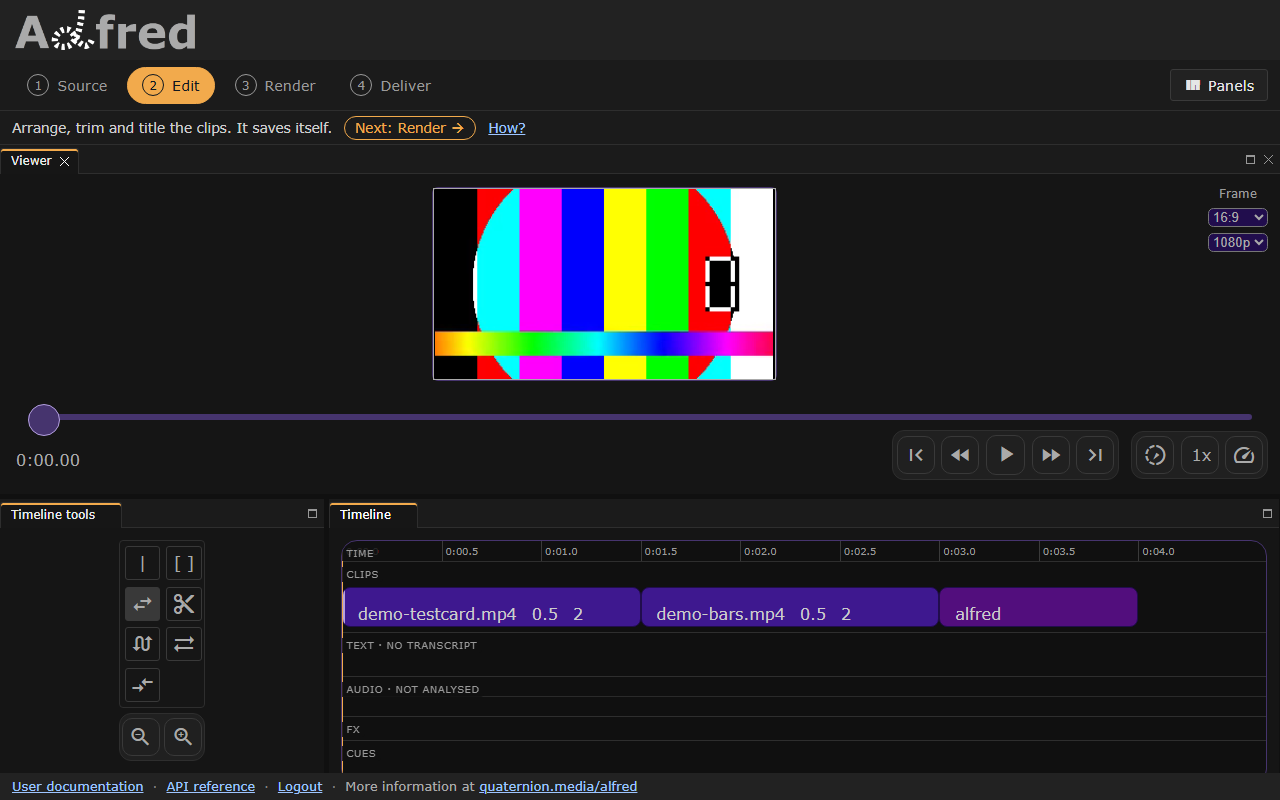 Adfred
1 Source 2 Edit 3 Render 4 Deliver Panels
Arrange, trim and title the clips. It saves itself. Next: Render → How?
Viewer
Frame
16:9
1080p
0
0:00.00
1x
Timeline tools
Timeline
TIME 0:00.5 0:01.0 0:01.5 0:02.0 0:02.5 0:03.0 0:03.5 0:04.0
CLIPS
demo-testcard.mp4 0.5 2 demo-bars.mp4 0.5 2 alfred
TEXT · NO TRANSCRIPT
AUDIO · NOT ANALYSED
FX
CUES
User documentation · API reference · Logout · More information at quaternion.media/alfred